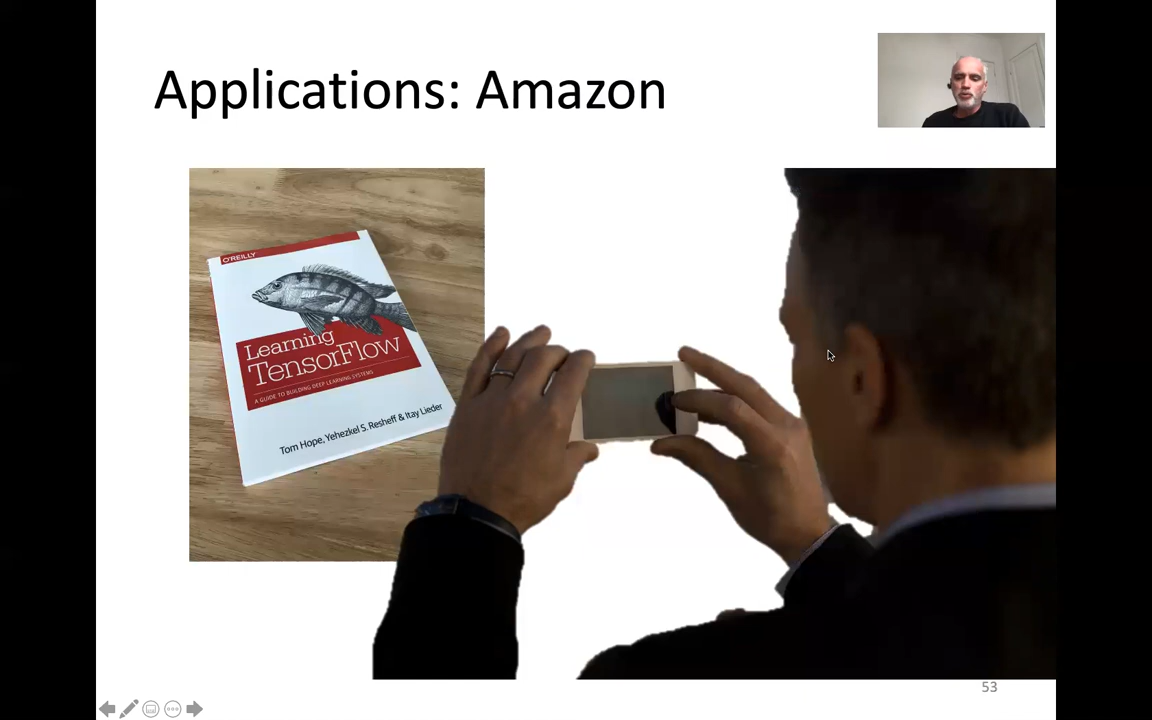 Applications: Amazon
O'REILLY
Learning
TensorFlow
A GUIDE TO BUILDING DEEP LEARNING SYSTEMS
Tom Hope, Yehezkel S. Resheff & Itay Lieder
53